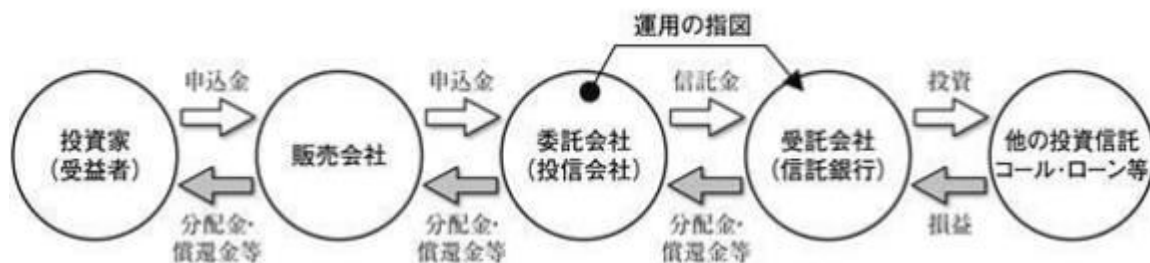 運用の指図
申込金
申込金
信託金
投資
投資家
(受益者)
販売会社
委託会社
(投信会社)
受託会社
(信託銀行)
他の投資信託
コール・ローン等
分配金・
償還金等
分配金・
償還金等
分配金・
償還金等
損益